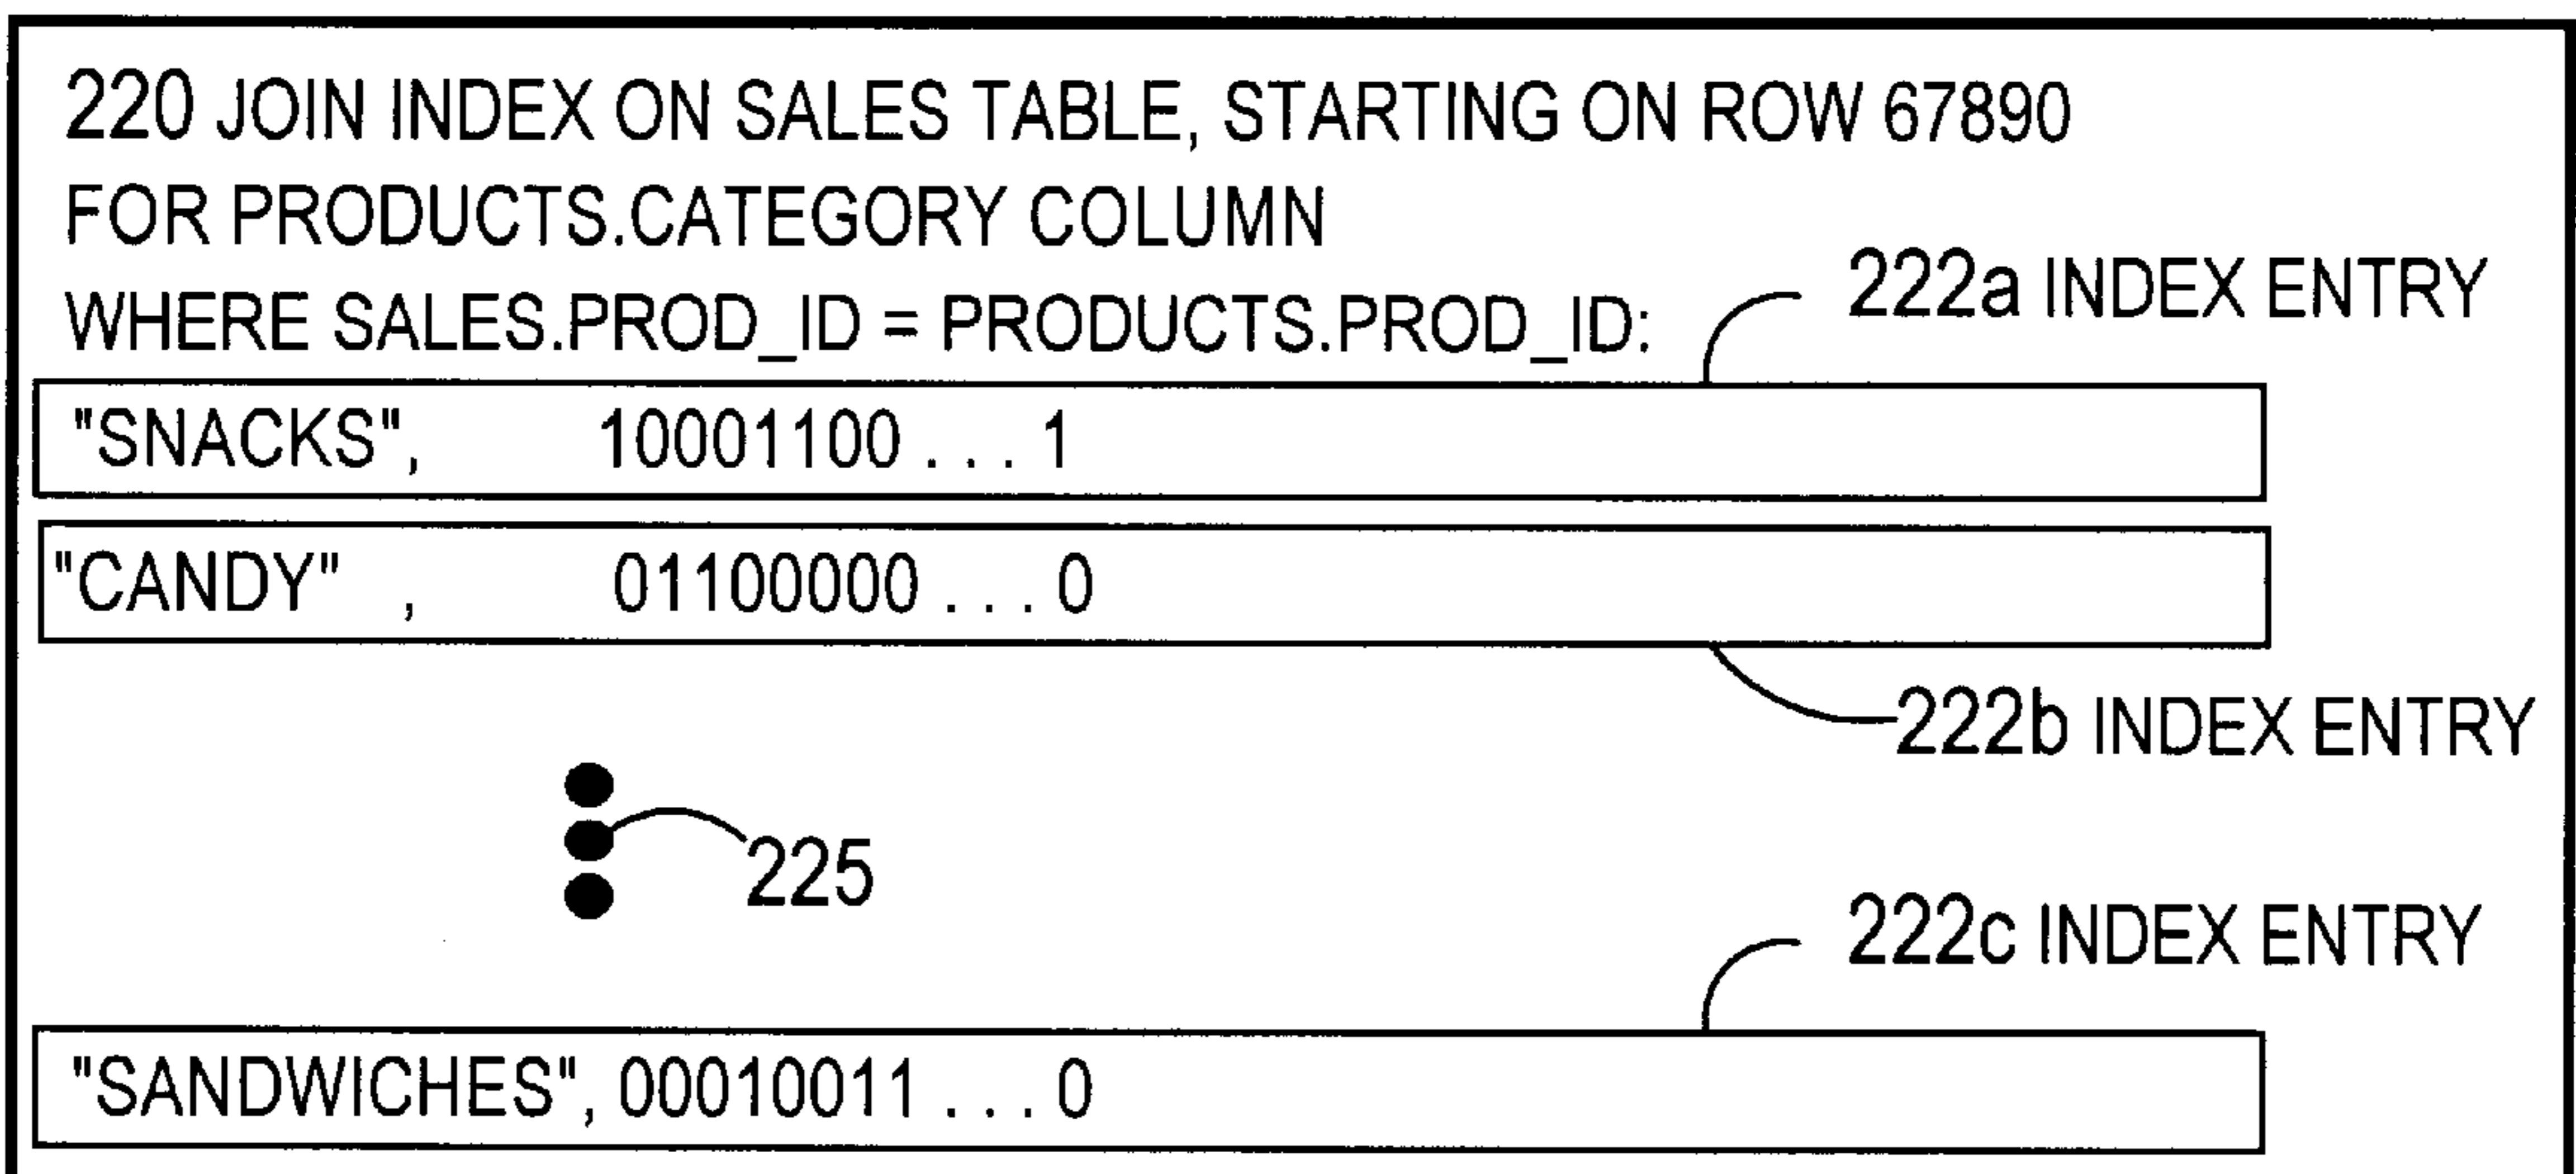 220 JOIN INDEX ON SALES TABLE, STARTING ON ROW 67890
FOR PRODUCTS.CATEGORY COLUMN
WHERE SALES.PROD_ID = PRODUCTS.PROD_ID:
222a INDEX ENTRY
"SNACKS", 10001100 . . . 1
"CANDY" , 01100000 . . . 0
222b INDEX ENTRY
225
222c INDEX ENTRY
"SANDWICHES", 00010011 . . . 0